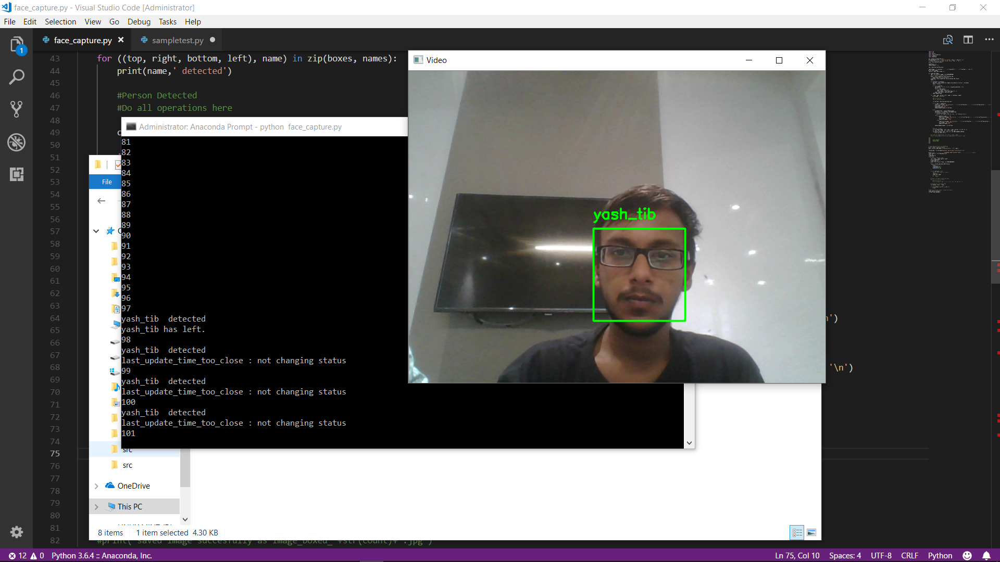 face_capture.py - Visual Studio Code [Administrator]
File Edit Selection View Go Debug Tasks Help
1
face_capture.py
sampletest.py
43 for ((top, right, bottom, left), name) in zip(boxes, names):
44 print(name,' detected')
45
46 #Person Detected
47 #Do all operations here
48
49
50
51
52
53
54
55
56
57
58
59
60
61
62
63
64 ')
65
66
67
68 '\n')
69
70
71
72
73
74
75
76
77
78
79
80
81
82 #print( saved image succesfully as image_boxed_ +str(count)+ .jpg )
Administrator: Anaconda Prompt - python face_capture.py
81
82
83
84
85
86
87
88
89
90
91
92
93
94
95
96
97
yash_tib detected
yash_tib has left.
98
yash_tib detected
last_update_time_too_close : not changing status
99
yash_tib detected
last_update_time_too_close : not changing status
100
yash_tib detected
last_update_time_too_close : not changing status
101
Video
yash_tib
File
src
src
OneDrive
This PC
8 items 1 item selected 4.30 KB
12 0 Python 3.6.4 :: Anaconda, Inc.
Ln 75, Col 10 Spaces: 4 UTF-8 CRLF Python